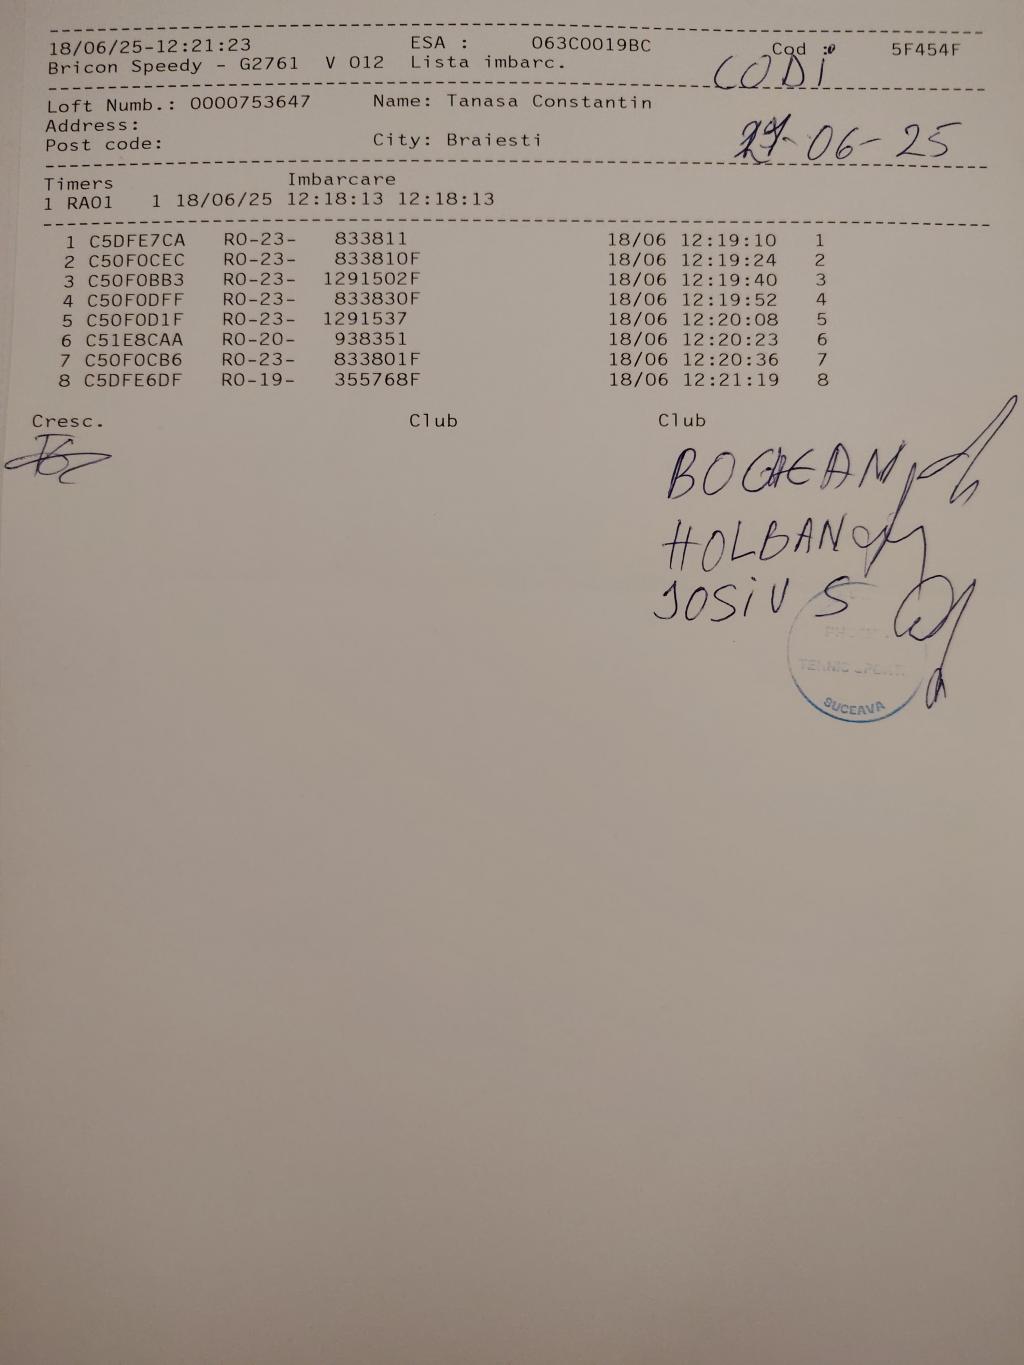 18/06/25-12:21:23 ESA : 063C0019BC Cod : 5F454F
Bricon Speedy - G2761 V 012 Lista imbarc. CODI
Loft Numb.: 0000753647 Name: Tanasa Constantin
Address:
Post code: City: Braiesti -06-25
Timers Imbarcare
1 RA01 1 18/06/25 12:18:13 12:18:13
1 C5DFE7CA RO-23- 833811 18/06 12:19:10 1
2 C50F0CEC RO-23- 833810F 18/06 12:19:24 2
3 C50F0BB3 RO-23- 1291502F 18/06 12:19:40 3
4 C50F0DFF RO-23- 833830F 18/06 12:19:52 4
5 C50F0D1F RO-23- 1291537 18/06 12:20:08 5
6 C51E8CAA RO-20- 938351 18/06 12:20:23 6
7 C50F0CB6 RO-23- 833801F 18/06 12:20:36 7
8 C5DFE6DF RO-19- 355768F 18/06 12:21:19 8
Cresc. Club Club
HOLBAN
IOSIV S
SUCEAVA